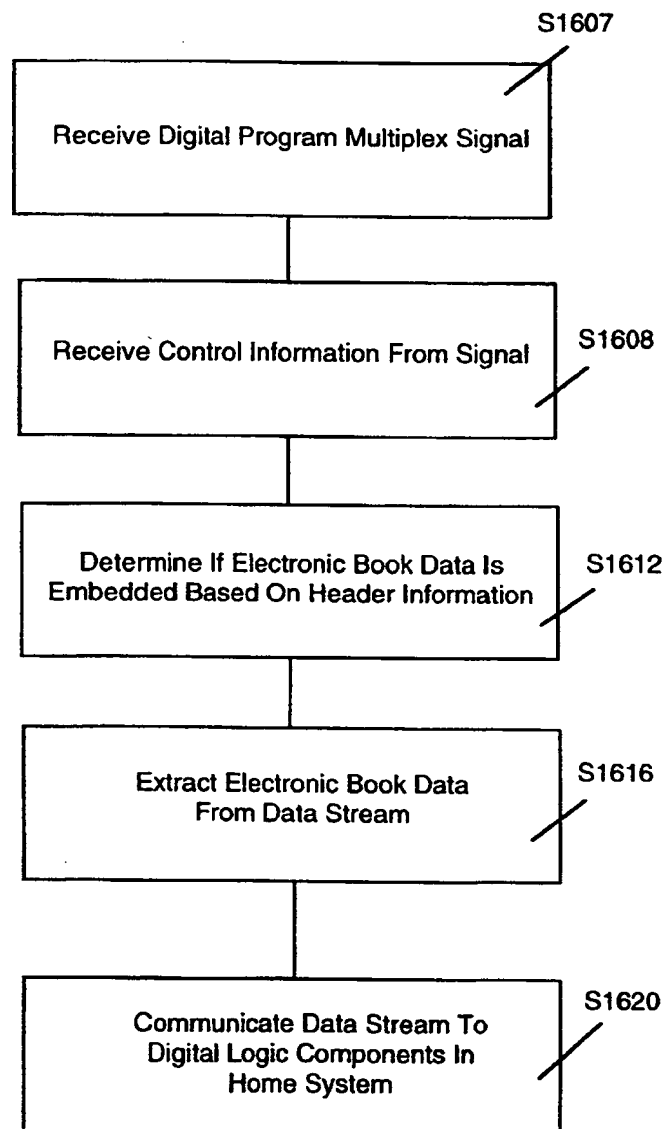 S1607
Receive Digital Program Multiplex Signal
Receive Control Information From Signal
S1608
Determine If Electronic Book Data Is
Embedded Based On Header Information
S1612
Extract Electronic Book Data
From Data Stream
S1616
Communicate Data Stream To
Digital Logic Components In
Home System
S1620